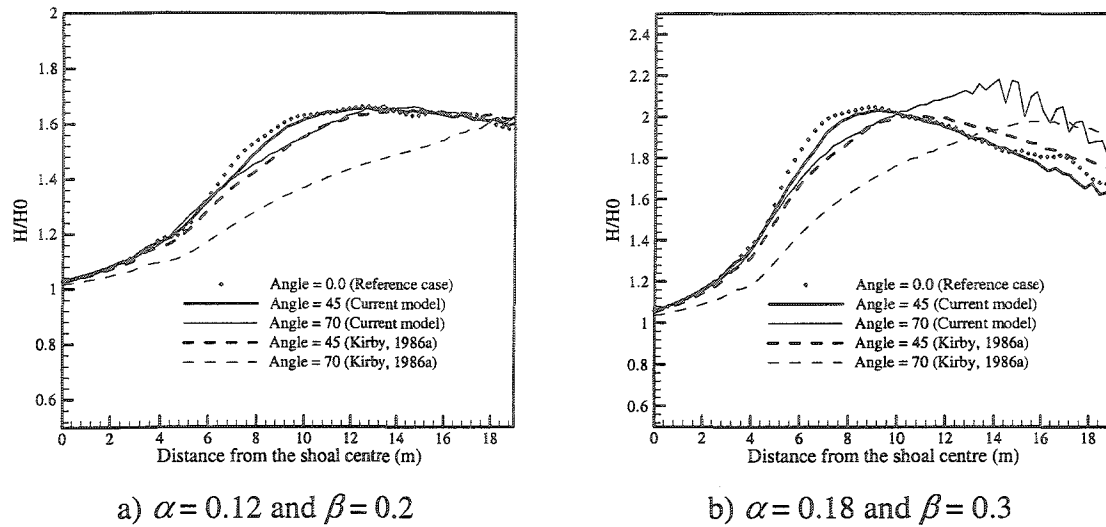 2
1.8
1.6
1.4
1.2
1
0.8
0.6
H/H0
Angle = 0.0 (Reference case)
Angle = 45 (Current model)
Angle = 70 (Current model)
Angle = 45 (Kirby, 1986a)
Angle = 70 (Kirby, 1986a)
0 2 4 6 8 10 12 14 16 18
Distance from the shoal centre (m)
a) α = 0.12 and β = 0.2
2.4
2.2
2
1.8
1.6
1.4
1.2
1
0.8
0.6
H/H0
Angle = 0.0 (Reference case)
Angle = 45 (Current model)
Angle = 70 (Current model)
Angle = 45 (Kirby, 1986a)
Angle = 70 (Kirby, 1986a)
0 2 4 6 8 10 12 14 16 18
Distance from the shoal centre (m)
b) α = 0.18 and β = 0.3